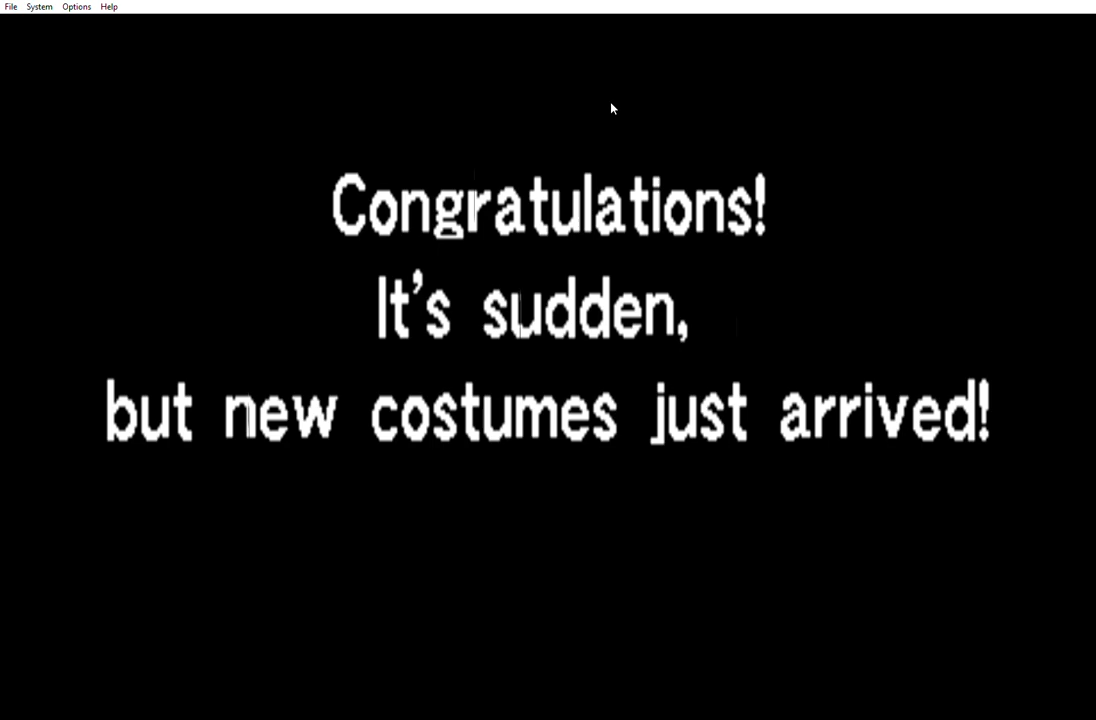 File System Options Help
Congratulations!
It's sudden,
but new costumes just arrived!